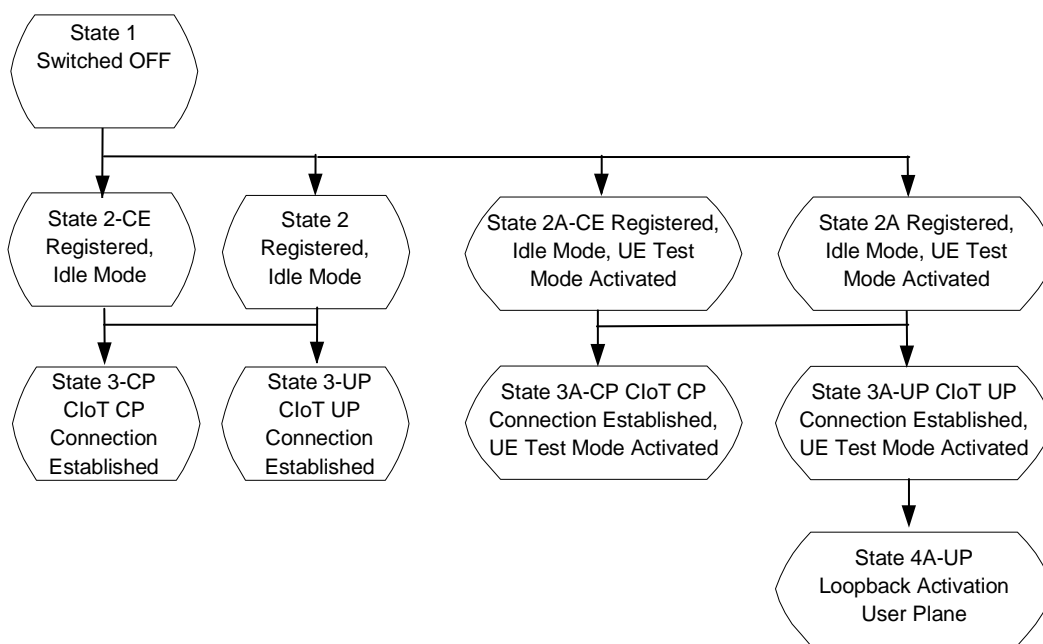 State 1
Switched OFF
State 2-CE
Registered,
Idle Mode
State 2
Registered,
Idle Mode
State 2A-CE Registered,
Idle Mode, UE Test
Mode Activated
State 2A Registered,
Idle Mode, UE Test
Mode Activated
State 3-CP
CIoT CP
Connection
Established
State 3-UP
CIoT UP
Connection
Established
State 3A-CP CIoT CP
Connection Established,
UE Test Mode Activated
State 3A-UP CIoT UP
Connection Established,
UE Test Mode Activated
State 4A-UP
Loopback Activation
User Plane